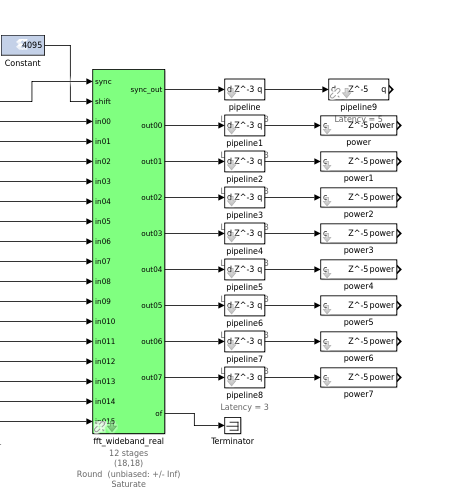 4095
Constant
sync
shift
in00
in01
in02
in03
in04
in05
in06
in07
in08
in09
in010
in011
in012
in013
in014
in015
sync_out
out00
out01
out02
out03
out04
out05
out06
out07
of
fft_wideband_real
12 stages
(18,18)
Round (unbiased: +/- Inf)
Saturate
d Z^-3 q
pipeline
d Z^-3 q
pipeline1
d Z^-3 q
pipeline2
d Z^-3 q
pipeline3
d Z^-3 q
pipeline4
d Z^-3 q
pipeline5
d Z^-3 q
pipeline6
d Z^-3 q
pipeline7
d Z^-3 q
pipeline8
Latency = 3
Terminator
Z^-5 q
pipeline9
Latency = 5
c Z^-5 power
power
c Z^-5 power
power1
c Z^-5 power
power2
c Z^-5 power
power3
c Z^-5 power
power4
c Z^-5 power
power5
c Z^-5 power
power6
c Z^-5 power
power7